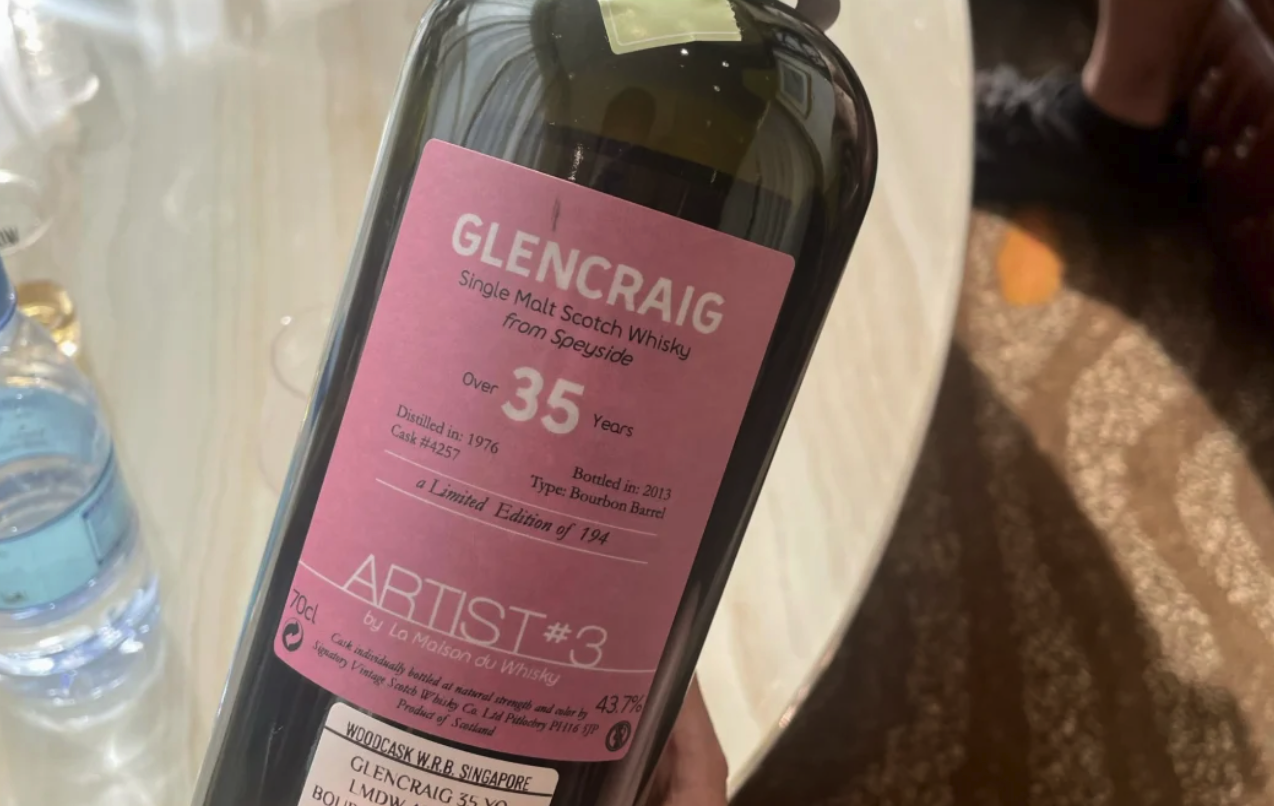 GLENCRAIG
Single Malt Scotch Whisky
from Speyside
Over 35 Years
Distilled in: 1976
Cask #4257
Bottled in: 2013
Type: Bourbon Barrel
a Limited Edition of 194
ARTIST #3
by La Maison du Whisky
70cl
Cask individually bottled at natural strength and color by
Signatory Vintage Scotch Whisky Co. Ltd Pitlochry PH16 5JP
Product of Scotland
43.7%
WOODCASK W.R.B. SINGAPORE
GLENCRAIG 35 YO
LMDW